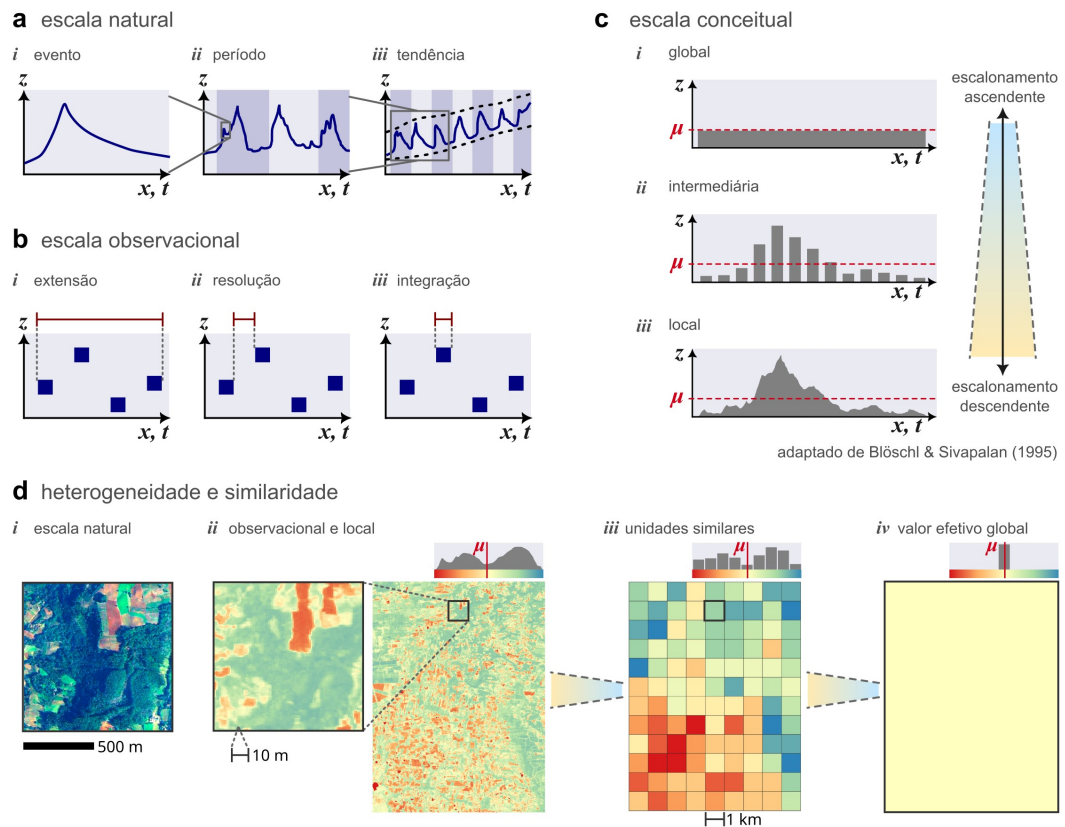 a escala natural
i evento
z
x, t
ii período
z
x, t
iii tendência
z
x, t
b escala observacional
i extensão
z
x, t
ii resolução
z
x, t
iii integração
z
x, t
c escala conceitual
i global
z
μ
x, t
ii intermediária
z
μ
x, t
iii local
z
μ
x, t
escalonamento
ascendente
escalonamento
descendente
adaptado de Blöschl & Sivapalan (1995)
d heterogeneidade e similaridade
i escala natural
500 m
ii observacional e local
μ
10 m
iii unidades similares
μ
1 km
iv valor efetivo global
μ